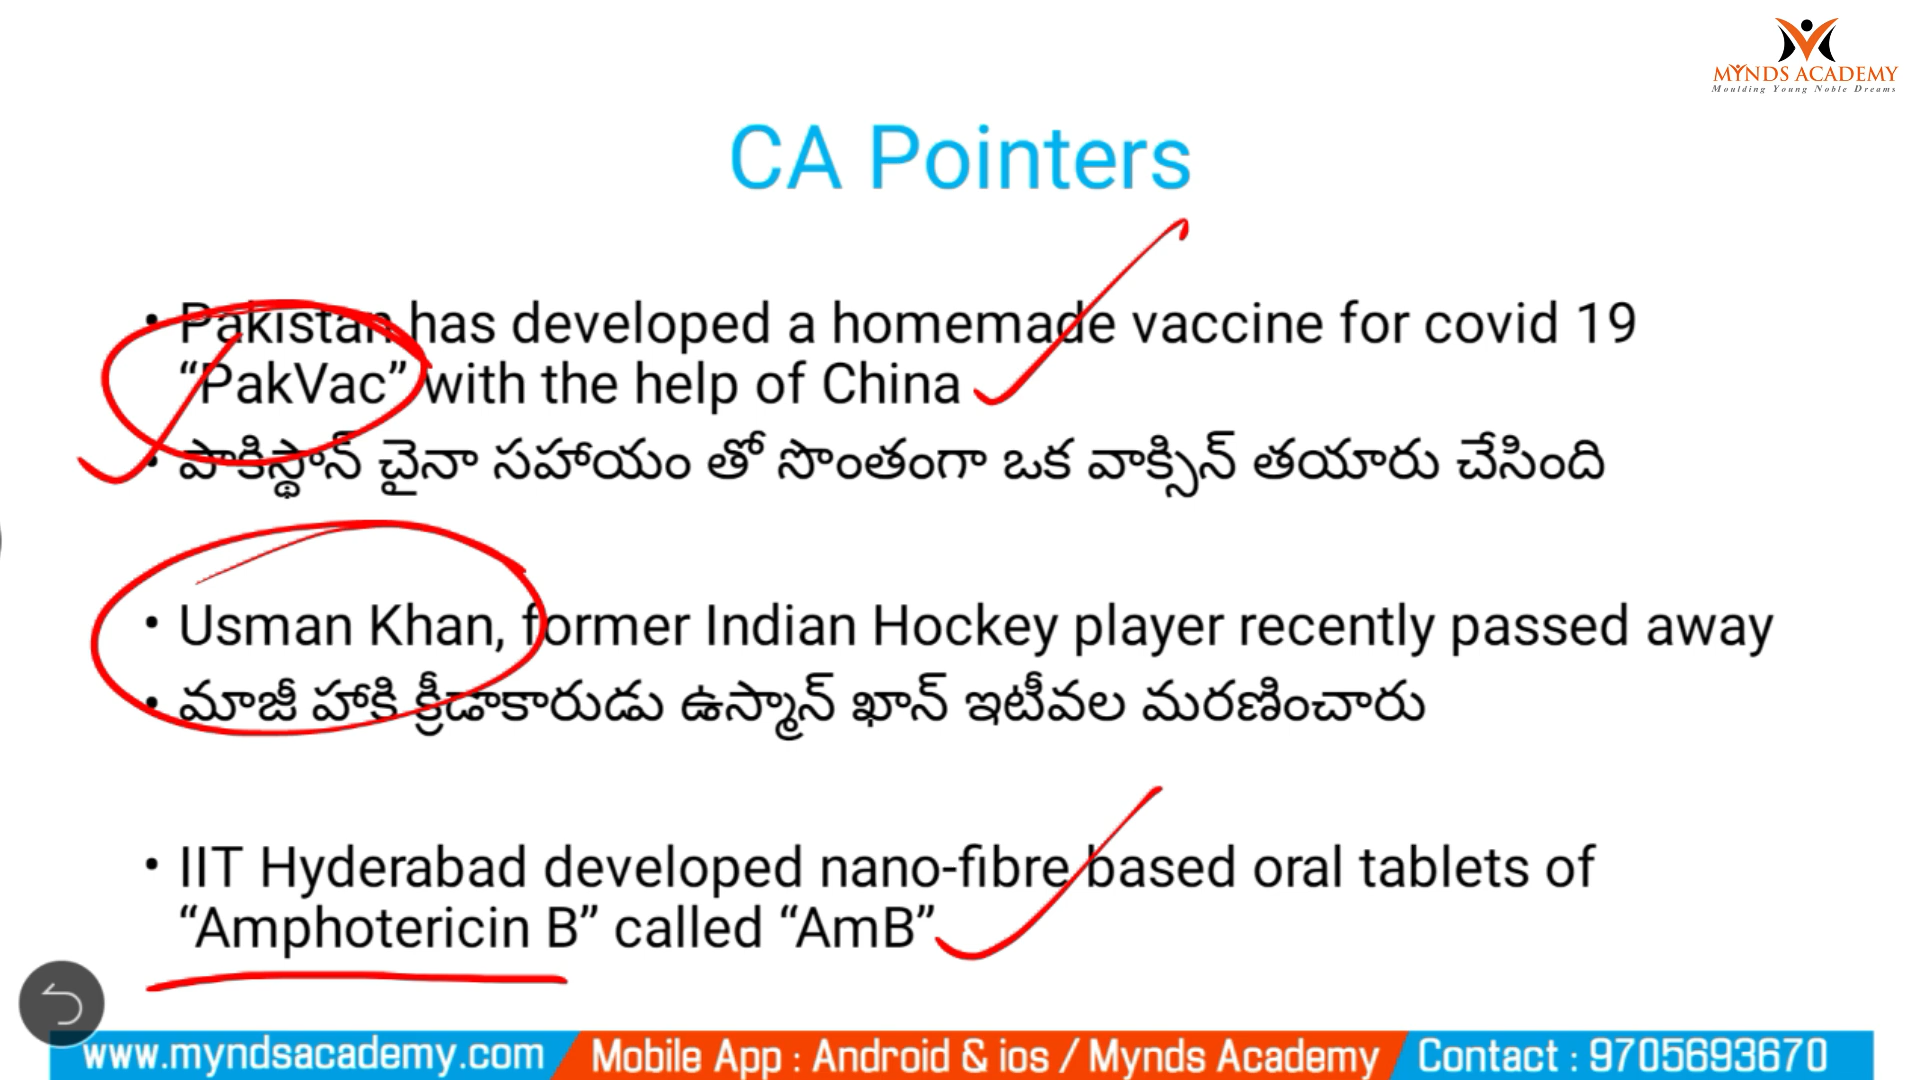 MYNDS ACADEMY
Moulding Young Noble Dreams
CA Pointers
• Pakistan has developed a homemade vaccine for covid 19
“PakVac” with the help of China
• పాకిస్థాన్ చైనా సహాయం తో సొంతంగా ఒక వాక్సిన్ తయారు చేసింది
• Usman Khan, former Indian Hockey player recently passed away
• మాజీ హాకి క్రీడాకారుడు ఉస్మాన్ ఖాన్ ఇటీవల మరణించారు
• IIT Hyderabad developed nano-fibre based oral tablets of
“Amphotericin B” called “AmB”
www.myndsacademy.com Mobile App : Android & ios / Mynds Academy Contact : 9705693670